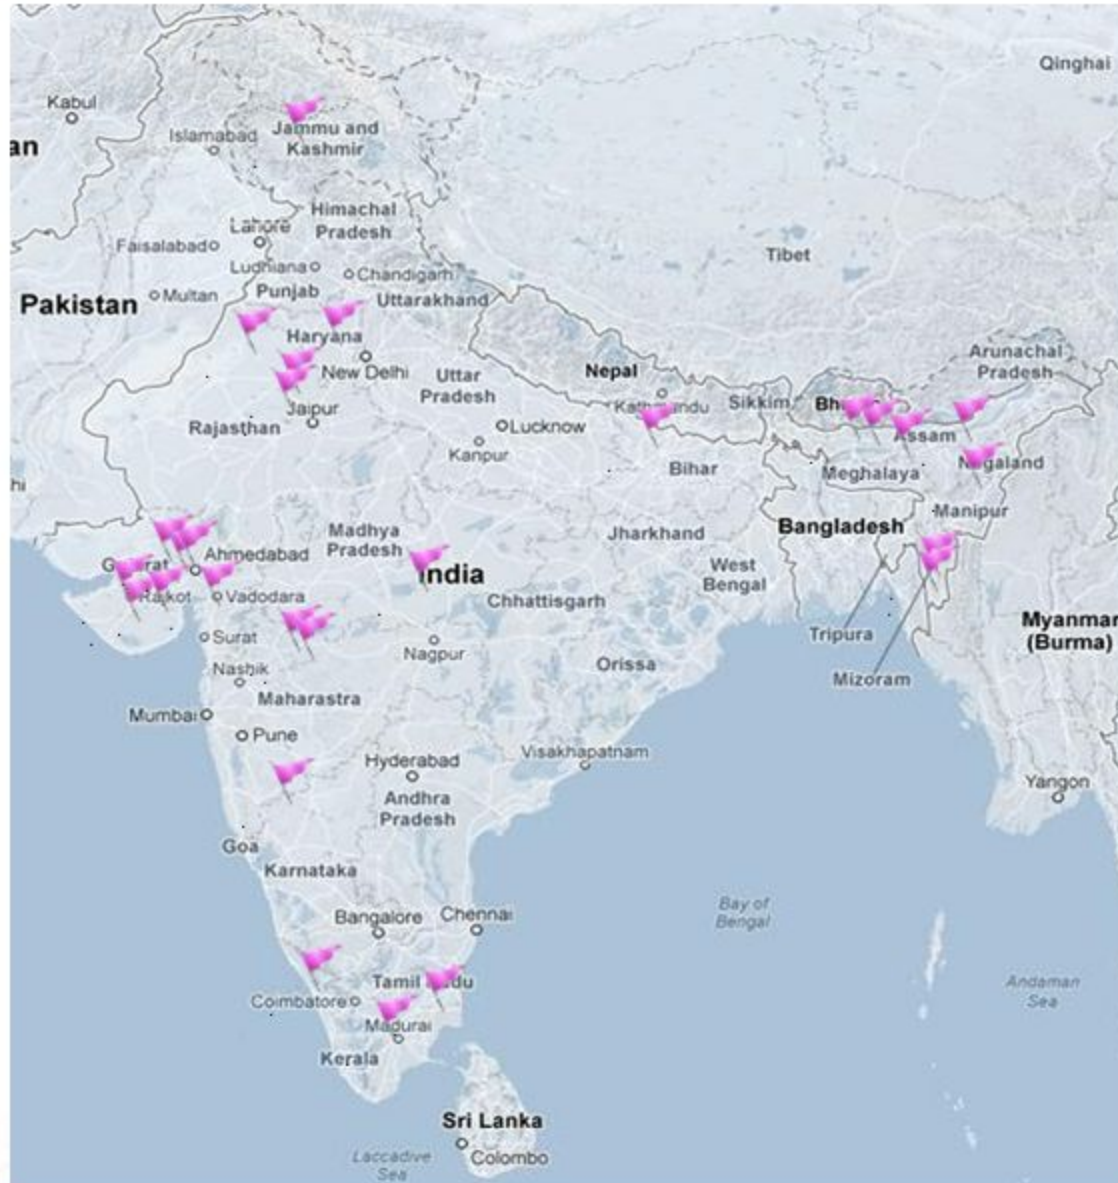 Qinghai
Kabul
an
Islamabad
Jammu and
Kashmir
Himachal
Pradesh
Lahore
Faisalabad
Ludhiana
Chandigarh
Tibet
Pakistan
Multan
Punjab
Uttarakhand
Haryana
New Delhi
Nepal
Arunachal
Pradesh
Uttar
Pradesh
Jaipur
Rajasthan
Lucknow
Kanpur
Sikkim
Assam
Bihar
Meghalaya
hi
Manipur
Bangladesh
Madhya
Pradesh
Jharkhand
Ahmedabad
India
West
Bengal
Rajkot
Vadodara
Chhattisgarh
Surat
Nagpur
Orissa
Tripura
Myanmar
(Burma)
Nashik
Maharastra
Mizoram
Mumbai
Pune
Hyderabad
Visakhapatnam
Andhra
Pradesh
Yangon
Goa
Karnataka
Bangalore
Chennai
Bay of
Bengal
Tamil
Andaman
Sea
Coimbatore
Madurai
Kerala
Sri Lanka
Colombo
Laccadive
Sea